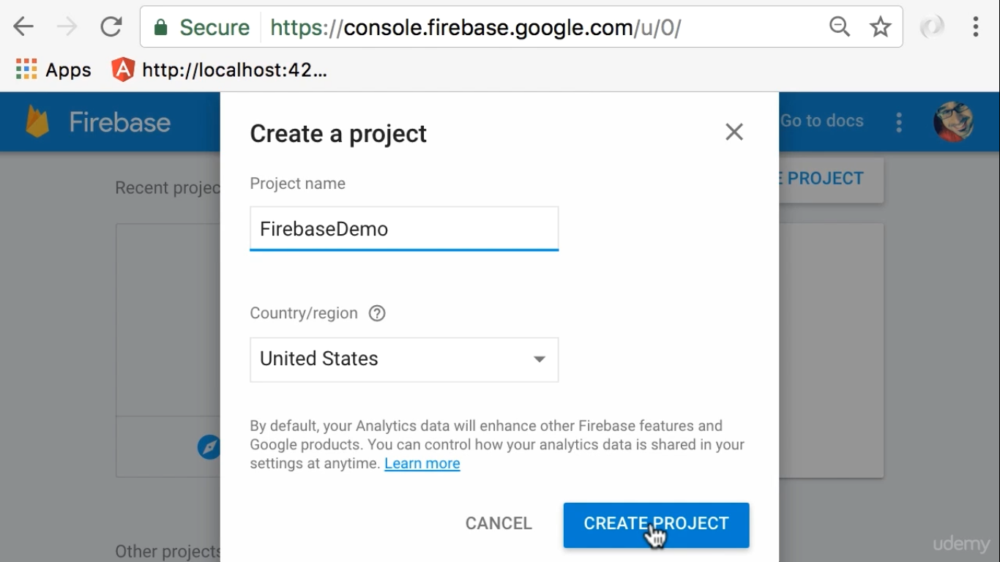 Secure https://console.firebase.google.com/u/0/
Apps http://localhost:42...
Firebase
Go to docs
Create a project
Recent projec
E PROJECT
Project name
FirebaseDemo
Country/region
United States
By default, your Analytics data will enhance other Firebase features and
Google products. You can control how your analytics data is shared in your
settings at anytime. Learn more
CANCEL
CREATE PROJECT
Other projects
udemy